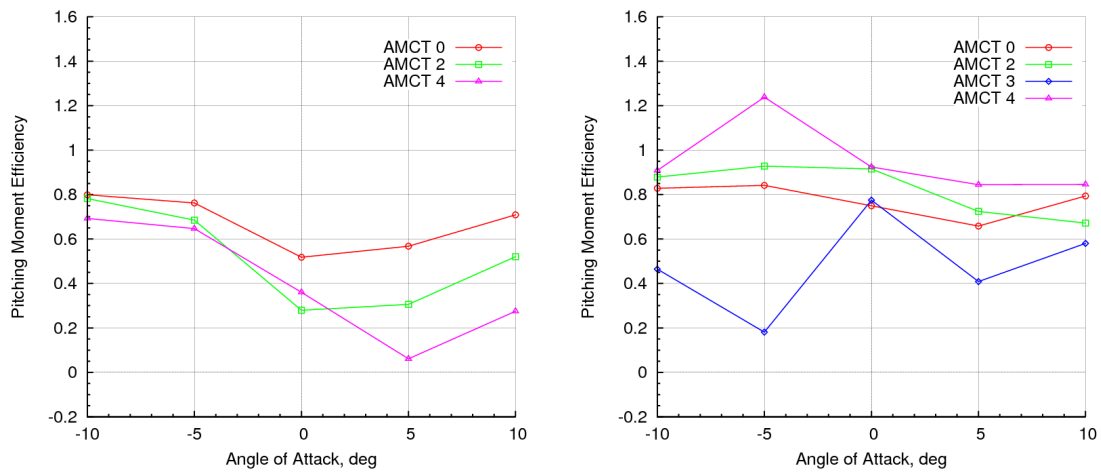 1.6
1.4
1.2
1
0.8
0.6
0.4
0.2
0
-0.2
Pitching Moment Efficiency
AMCT 0
AMCT 2
AMCT 4
-10 -5 0 5 10
Angle of Attack, deg
1.6
1.4
1.2
1
0.8
0.6
0.4
0.2
0
-0.2
Pitching Moment Efficiency
AMCT 0
AMCT 2
AMCT 3
AMCT 4
-10 -5 0 5 10
Angle of Attack, deg